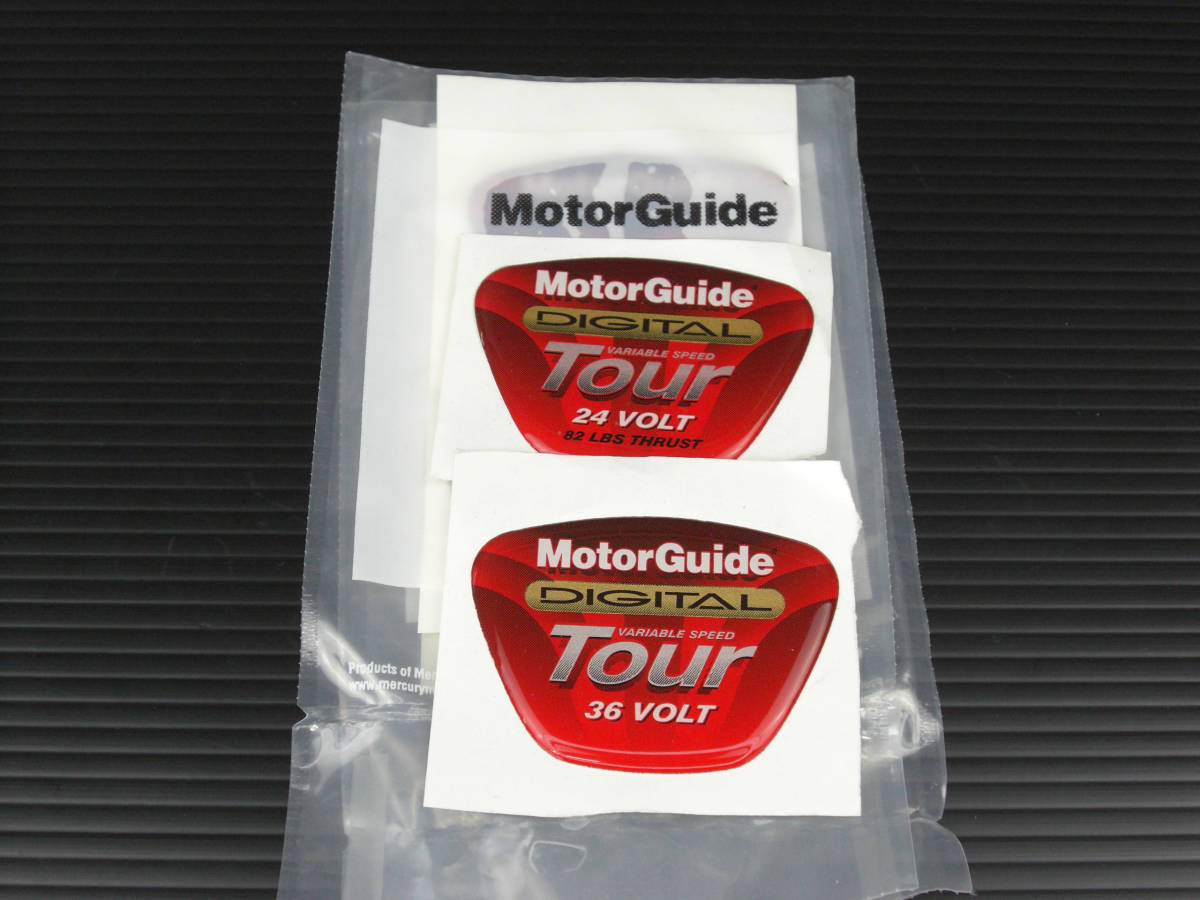 MotorGuide
MotorGuide
DIGITAL
VARIABLE SPEED
Tour
24 VOLT
82 LBS THRUST
MotorGuide
DIGITAL
VARIABLE SPEED
Tour
36 VOLT
Products of
www.mercury